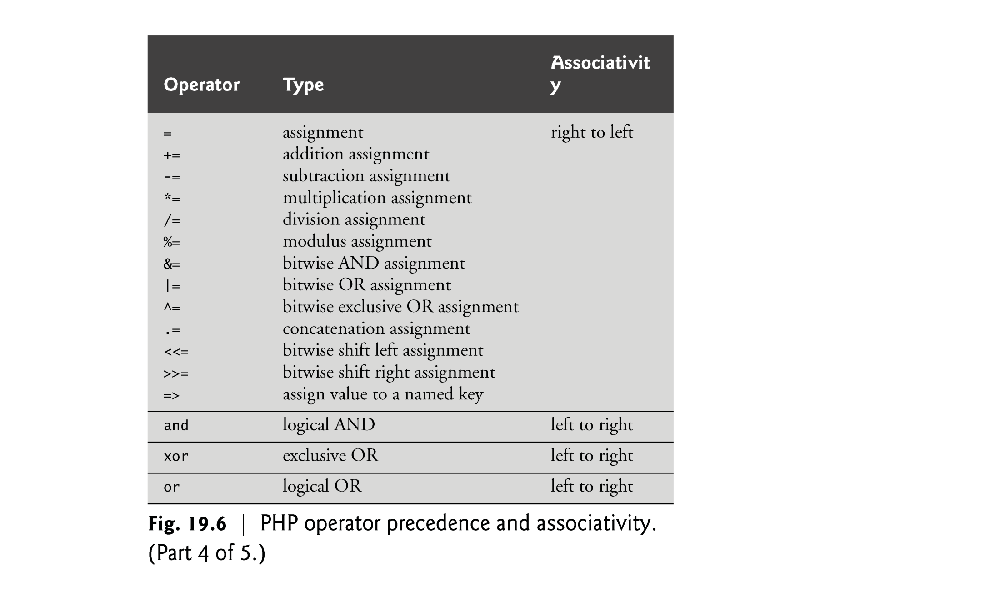 Operator Type Associativit
y
= assignment right to left
+= addition assignment
-= subtraction assignment
*= multiplication assignment
/= division assignment
%= modulus assignment
&= bitwise AND assignment
|= bitwise OR assignment
^= bitwise exclusive OR assignment
.= concatenation assignment
<<= bitwise shift left assignment
>>= bitwise shift right assignment
=> assign value to a named key
and logical AND left to right
xor exclusive OR left to right
or logical OR left to right
Fig. 19.6 | PHP operator precedence and associativity.
(Part 4 of 5.)